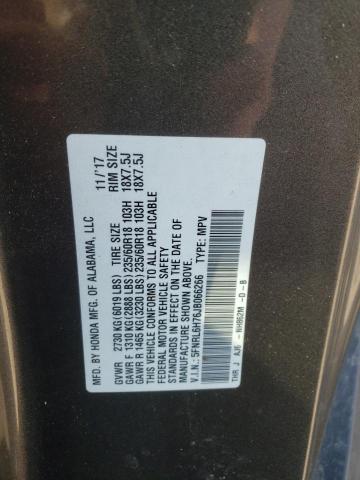 MFD. BY HONDA MFG. OF ALABAMA, LLC 11/'17
GVWR 2730 KG(6019 LBS) TIRE SIZE RIM SIZE
GAWR F 1310 KG(2888 LBS)235/60R18 103H 18X7.5J
GAWR R 1465 KG(3230 LBS)235/60R18 103H 18X7.5J
THIS VEHICLE CONFORMS TO ALL APPLICABLE
FEDERAL MOTOR VEHICLE SAFETY
STANDARDS IN EFFECT ON THE DATE OF
MANUFACTURE SHOWN ABOVE.
V.I.N.: 5FNRL6H76JB066266 TYPE: MPV
THR J AJ6 - NH862M -D-B